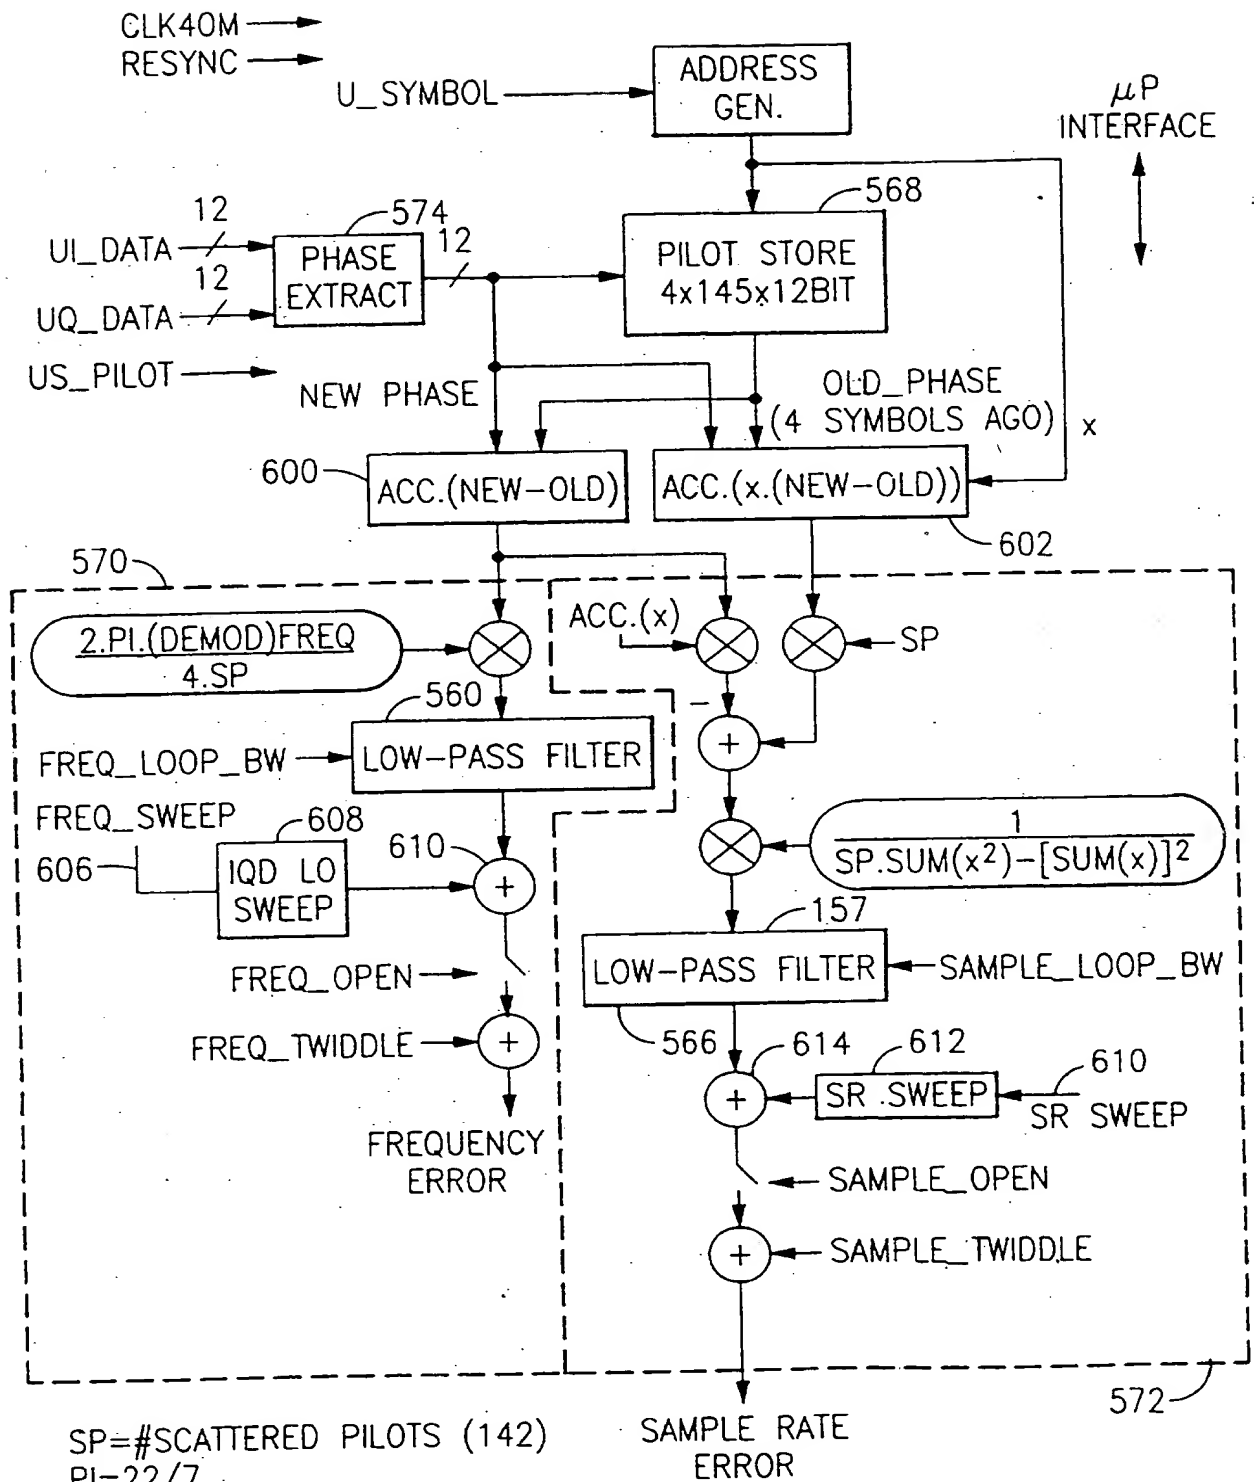 CLK40M
RESYNC
U_SYMBOL
ADDRESS
GEN.
µP
INTERFACE
568
574
12
UI_DATA
PHASE
EXTRACT
12
12
UQ_DATA
PILOT STORE
4x145x12BIT
US_PILOT
NEW PHASE
OLD_PHASE
(4 SYMBOLS AGO)
x
600
ACC.(NEW-OLD)
ACC.(x.(NEW-OLD))
602
570
2.PI.(DEMOD)FREQ
4.SP
ACC.(x)
SP
560
–
+
FREQ_LOOP_BW
LOW-PASS FILTER
FREQ_SWEEP
608
606
IQD LO
SWEEP
610
+
1
SP.SUM(x²)-[SUM(x)]²
157
LOW-PASS FILTER
SAMPLE_LOOP_BW
FREQ_OPEN
566
FREQ_TWIDDLE
+
614
612
610
+
SR .SWEEP
SR SWEEP
FREQUENCY
ERROR
SAMPLE_OPEN
+
SAMPLE_TWIDDLE
572
SP=#SCATTERED PILOTS (142)
PI=22/7
SAMPLE RATE
ERROR